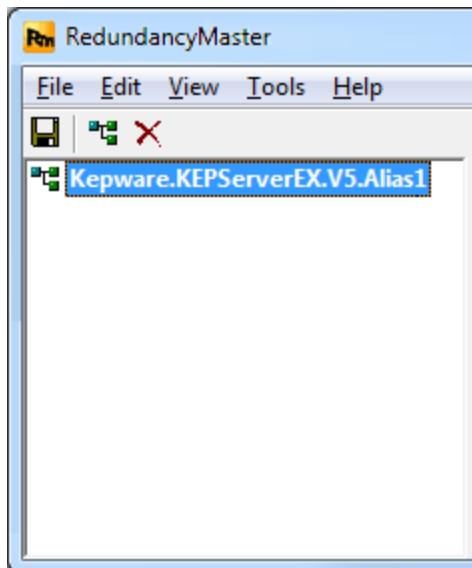 Rm RedundancyMaster
File Edit View Tools Help
Kepware.KEPServerEX.V5.Alias1